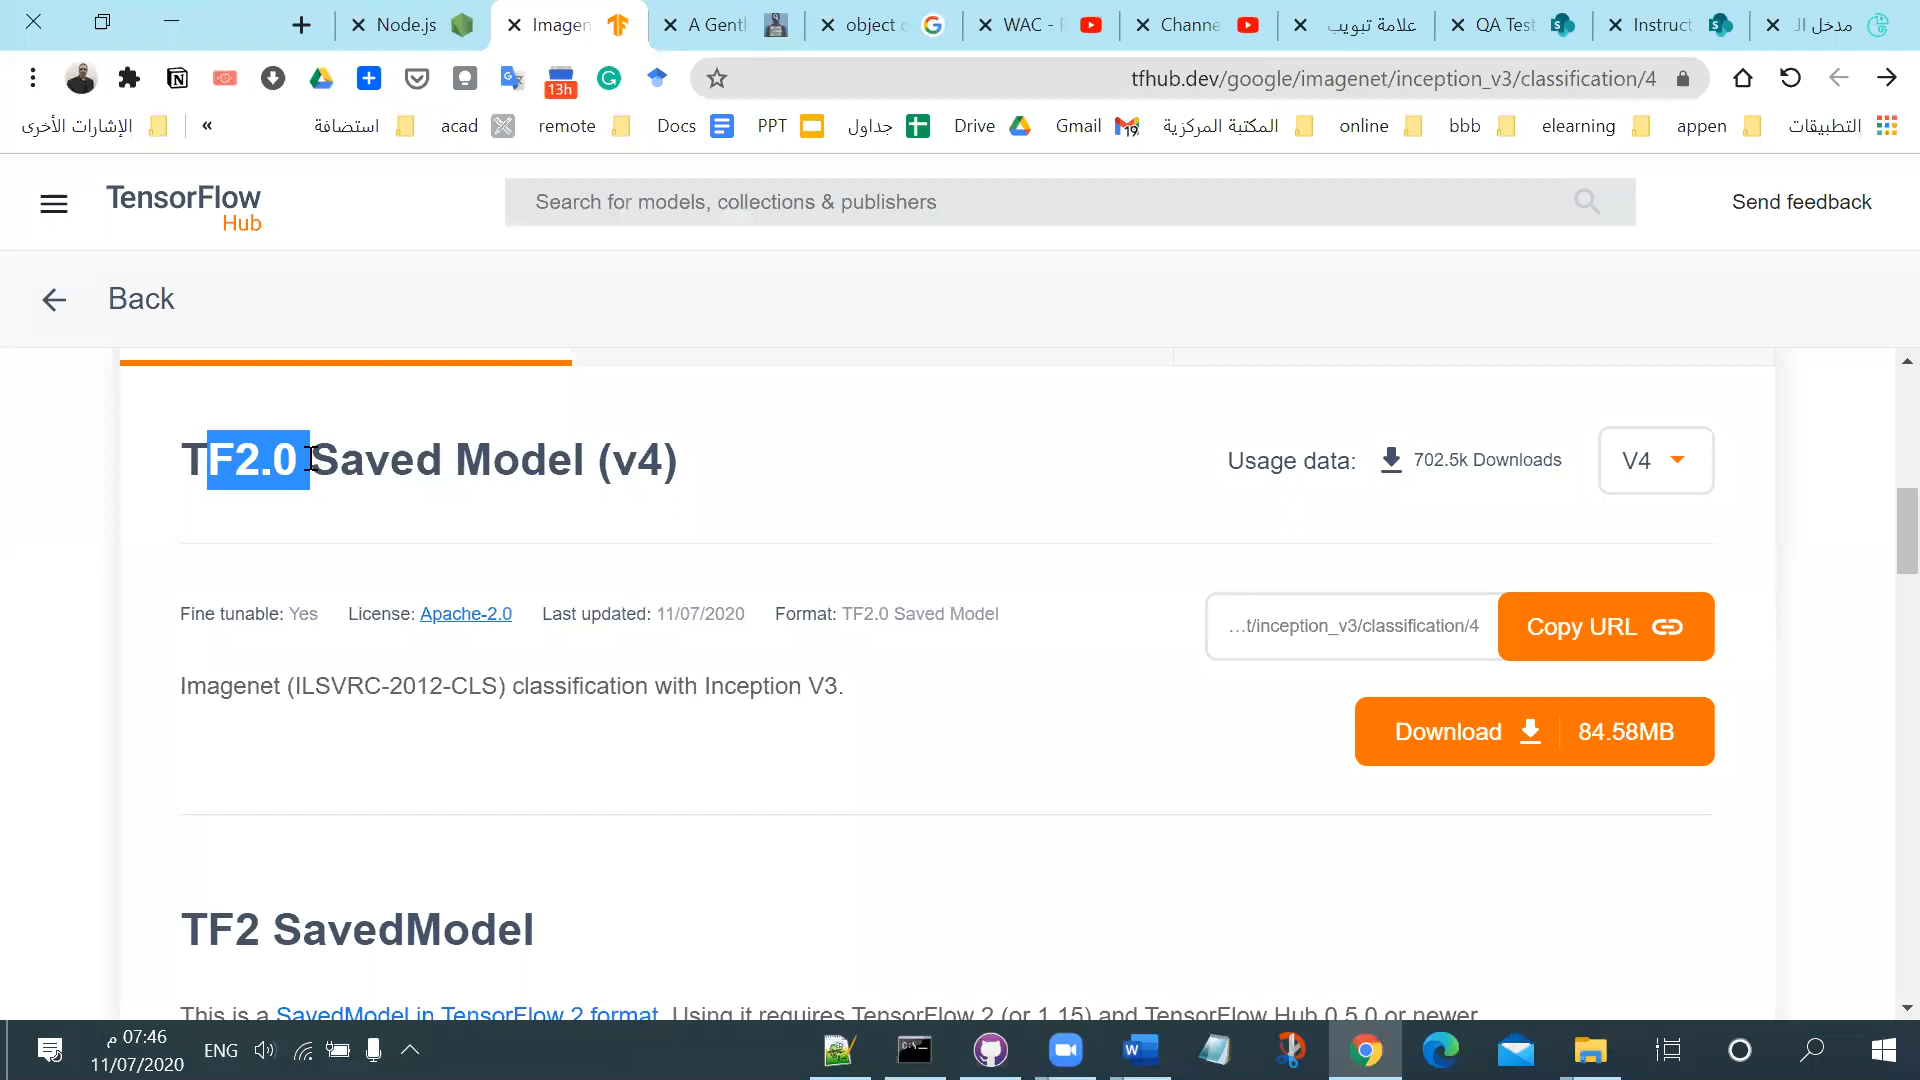 Node.js
Imagen
A Gentl
object
WAC -
Channe
علامة تبويب
QA Test
Instruct
مدخل الـ
13h
tfhub.dev/google/imagenet/inception_v3/classification/4
الإشارات الأخرى
«
استضافة
acad
remote
Docs
PPT
جداول
Drive
Gmail
19
المكتبة المركزية
online
bbb
elearning
appen
التطبيقات
TensorFlow
Hub
Search for models, collections & publishers
Send feedback
Back
TF2.0 Saved Model (v4)
Usage data: 702.5k Downloads
V4
Fine tunable: Yes License: Apache-2.0 Last updated: 11/07/2020 Format: TF2.0 Saved Model
...t/inception_v3/classification/4
Copy URL
Imagenet (ILSVRC-2012-CLS) classification with Inception V3.
Download 84.58MB
TF2 SavedModel
This is a SavedModel in TensorFlow 2 format. Using it requires TensorFlow 2 (or 1.15) and TensorFlow Hub 0.5.0 or newer.
07:46 م
11/07/2020
ENG